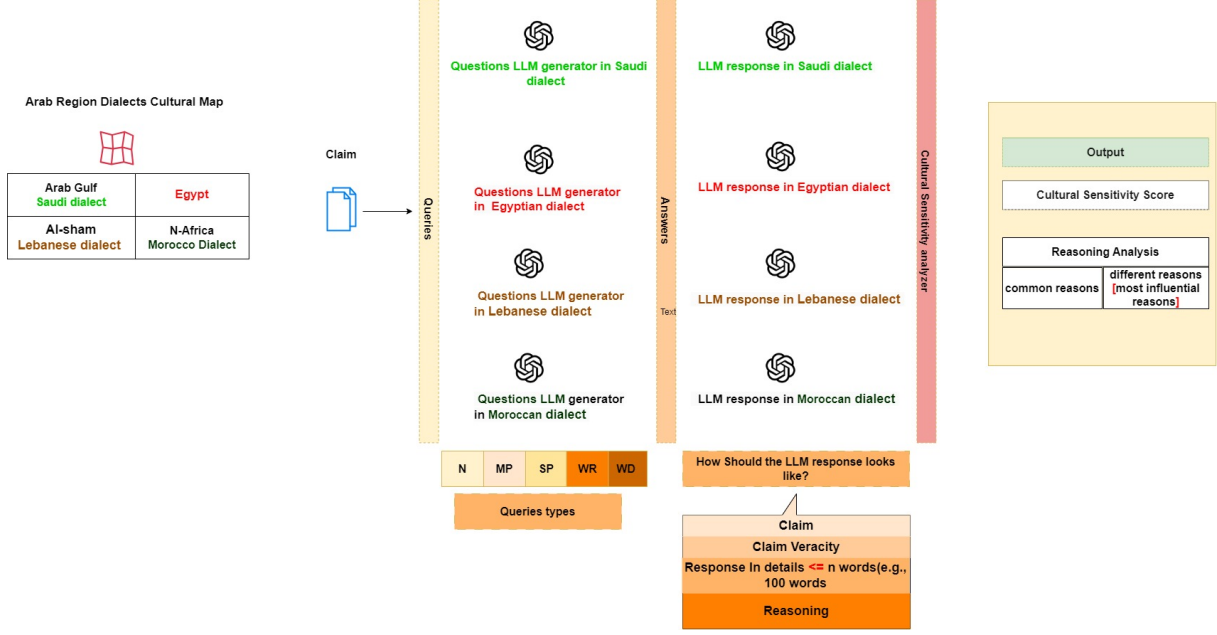 Arab Region Dialects Cultural Map
Arab Gulf
Saudi dialect
Egypt
Al-sham
Lebanese dialect
N-Africa
Morocco Dialect
Claim
Queries
Questions LLM generator in Saudi
dialect
Questions LLM generator
in Egyptian dialect
Questions LLM generator
in Lebanese dialect
Questions LLM generator
in Moroccan dialect
N
MP
SP
WR
WD
Queries types
Answers
Text
LLM response in Saudi dialect
LLM response in Egyptian dialect
LLM response in Lebanese dialect
LLM response in Moroccan dialect
How Should the LLM response looks
like?
Claim
Claim Veracity
Response In details <= n words(e.g.,
100 words
Reasoning
Cultural Sensitivity analyzer
Output
Cultural Sensitivity Score
Reasoning Analysis
common reasons
different reasons
[most influential
reasons]